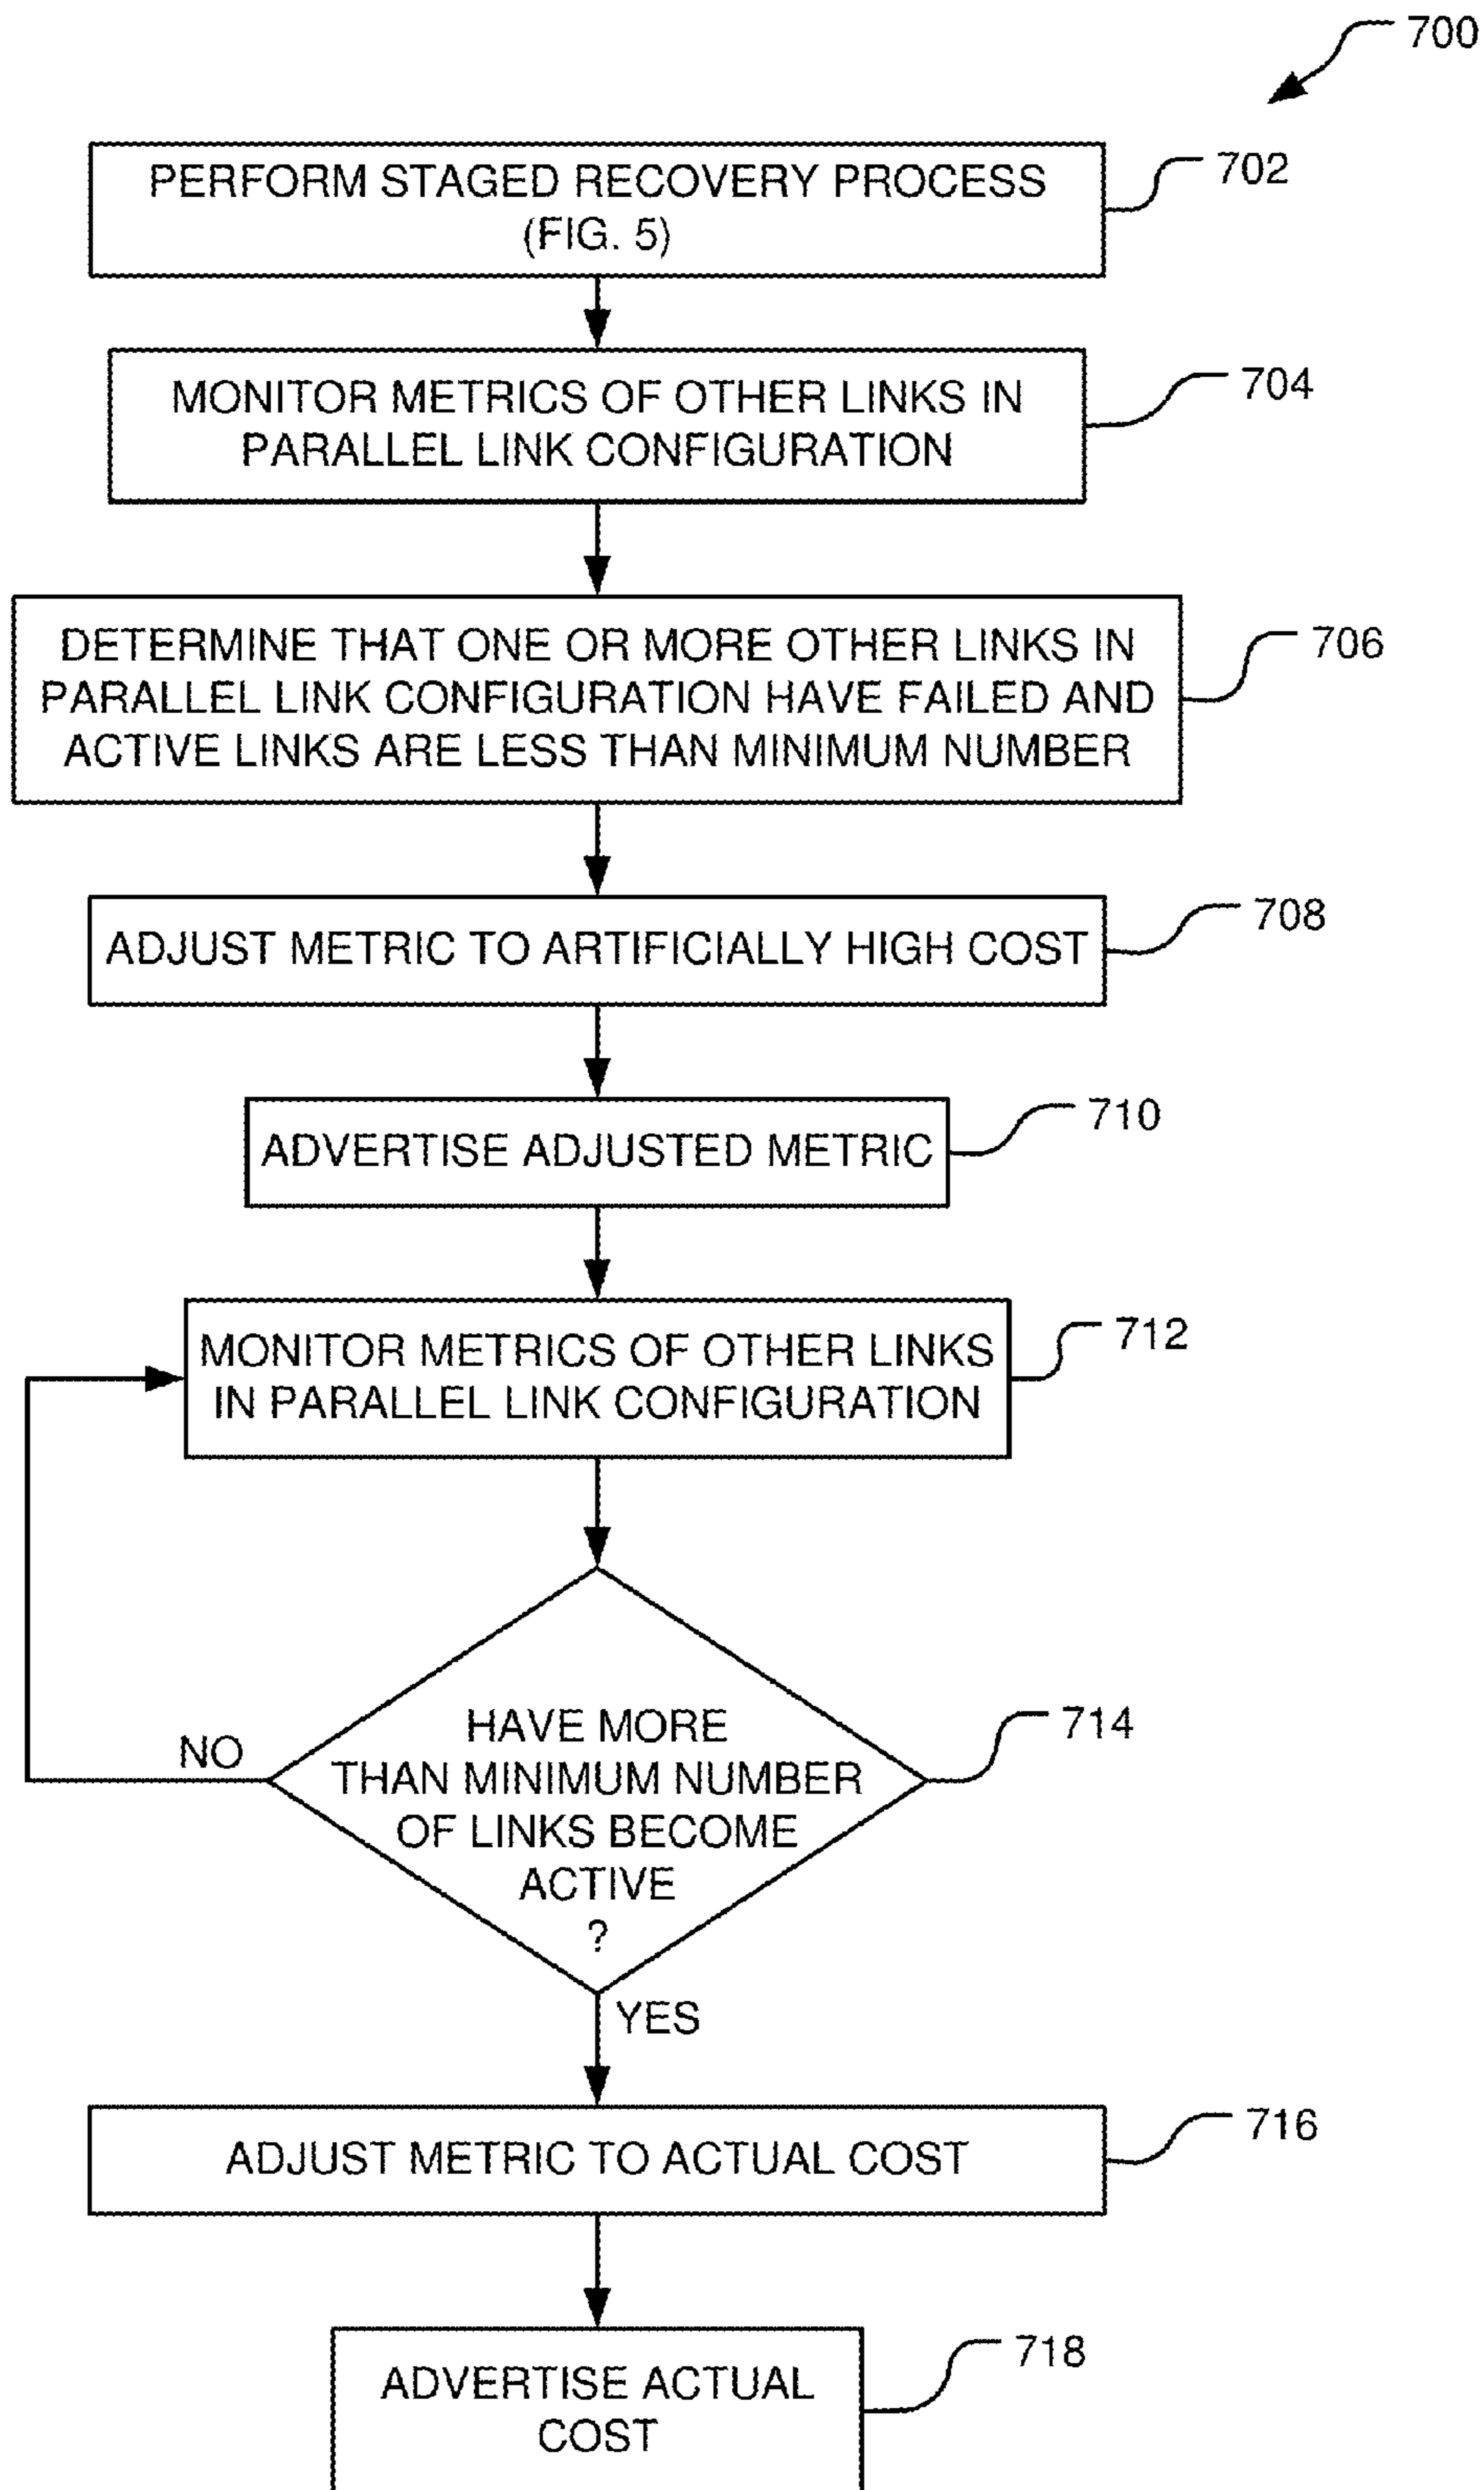 700
PERFORM STAGED RECOVERY PROCESS
(FIG. 5)
702
MONITOR METRICS OF OTHER LINKS IN
PARALLEL LINK CONFIGURATION
704
DETERMINE THAT ONE OR MORE OTHER LINKS IN
PARALLEL LINK CONFIGURATION HAVE FAILED AND
ACTIVE LINKS ARE LESS THAN MINIMUM NUMBER
706
ADJUST METRIC TO ARTIFICIALLY HIGH COST
708
ADVERTISE ADJUSTED METRIC
710
MONITOR METRICS OF OTHER LINKS
IN PARALLEL LINK CONFIGURATION
712
HAVE MORE
THAN MINIMUM NUMBER
OF LINKS BECOME
ACTIVE
?
714
NO
YES
ADJUST METRIC TO ACTUAL COST
716
ADVERTISE ACTUAL
COST
718